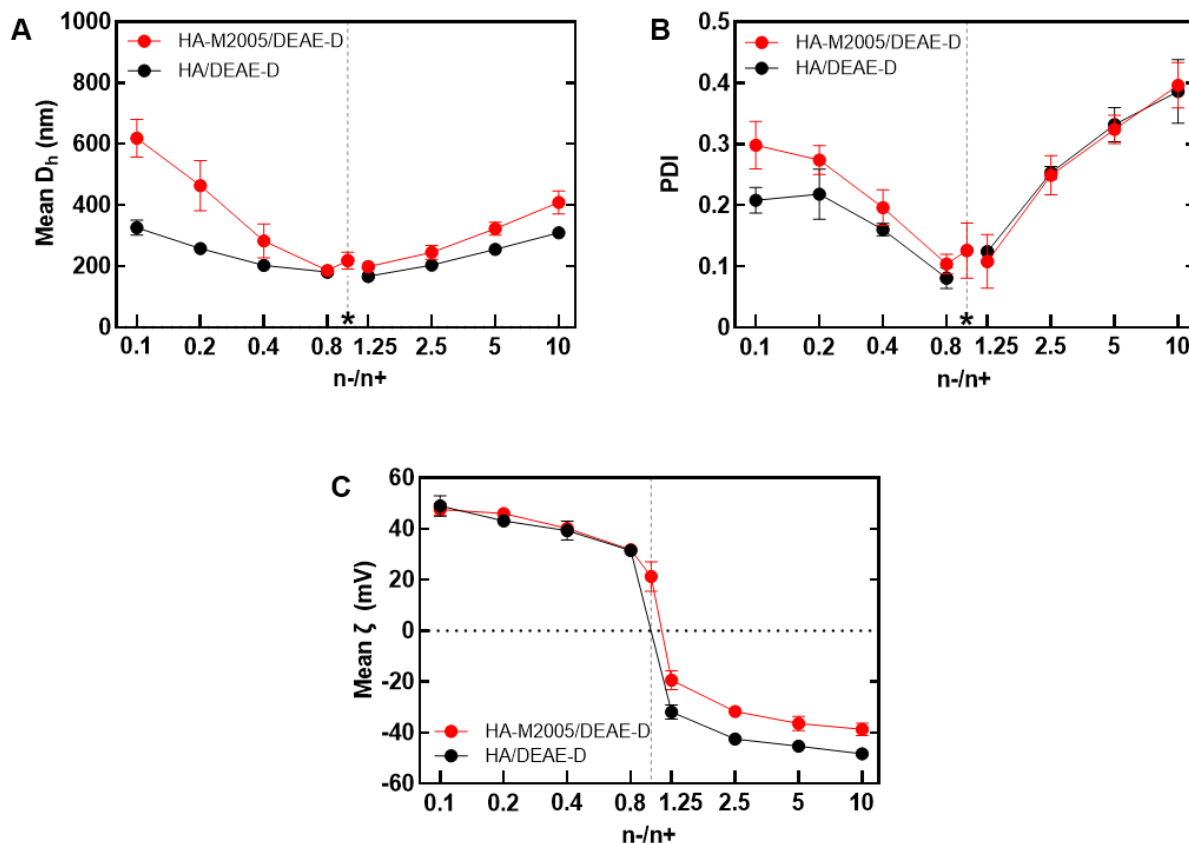 A
1000
800
600
400
200
0
Mean Dh (nm)
HA-M2005/DEAE-D
HA/DEAE-D
*
0.1 0.2 0.4 0.8 1.25 2.5 5 10
n-/n+
B
0.5
0.4
0.3
0.2
0.1
0
PDI
HA-M2005/DEAE-D
HA/DEAE-D
*
0.1 0.2 0.4 0.8 1.25 2.5 5 10
n-/n+
C
60
40
20
0
-20
-40
-60
Mean ζ (mV)
HA-M2005/DEAE-D
HA/DEAE-D
0.1 0.2 0.4 0.8 1.25 2.5 5 10
n-/n+